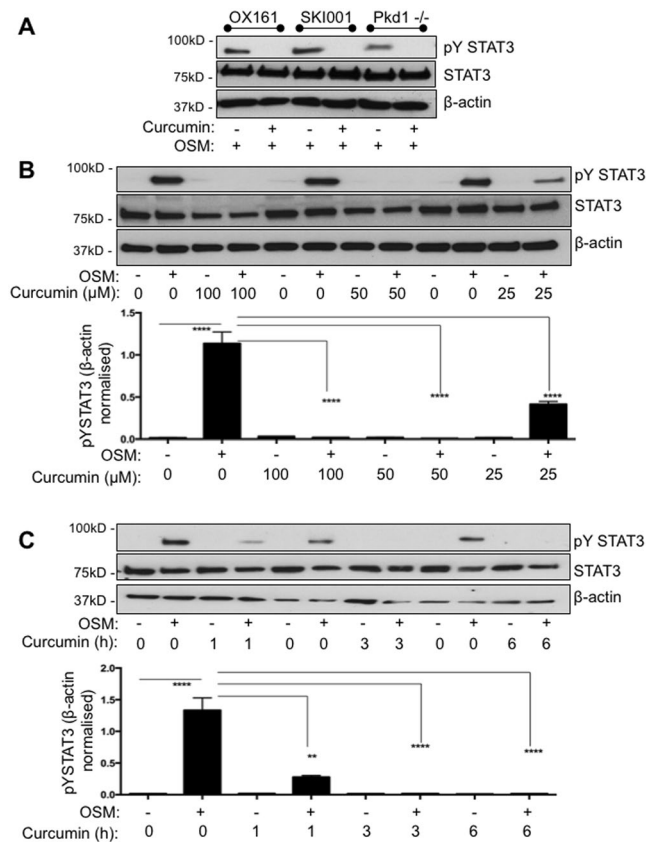 A
OX161 SKI001 Pkd1 -/-
100kD - pY STAT3
75kD - STAT3
37kD - β-actin
Curcumin: - + - + - +
OSM: + + + + + +
B
100kD - pY STAT3
75kD - STAT3
37kD - β-actin
OSM: - + - + - + - + - + - +
Curcumin (µM): 0 0 100 100 0 0 50 50 0 0 25 25
pYSTAT3 (β-actin
normalised)
1.5
1.0
0.5
0.0
**** **** **** ****
OSM: - + - + - + - +
Curcumin (µM): 0 0 100 100 50 50 25 25
C
100kD - pY STAT3
75kD - STAT3
37kD - β-actin
OSM: - + - + - + - + - + - +
Curcumin (h): 0 0 1 1 0 0 3 3 0 0 6 6
pYSTAT3 (β-actin
normalised)
2.0
1.5
1.0
0.5
0.0
**** ** **** ****
OSM: - + - + - + - +
Curcumin (h): 0 0 1 1 3 3 6 6